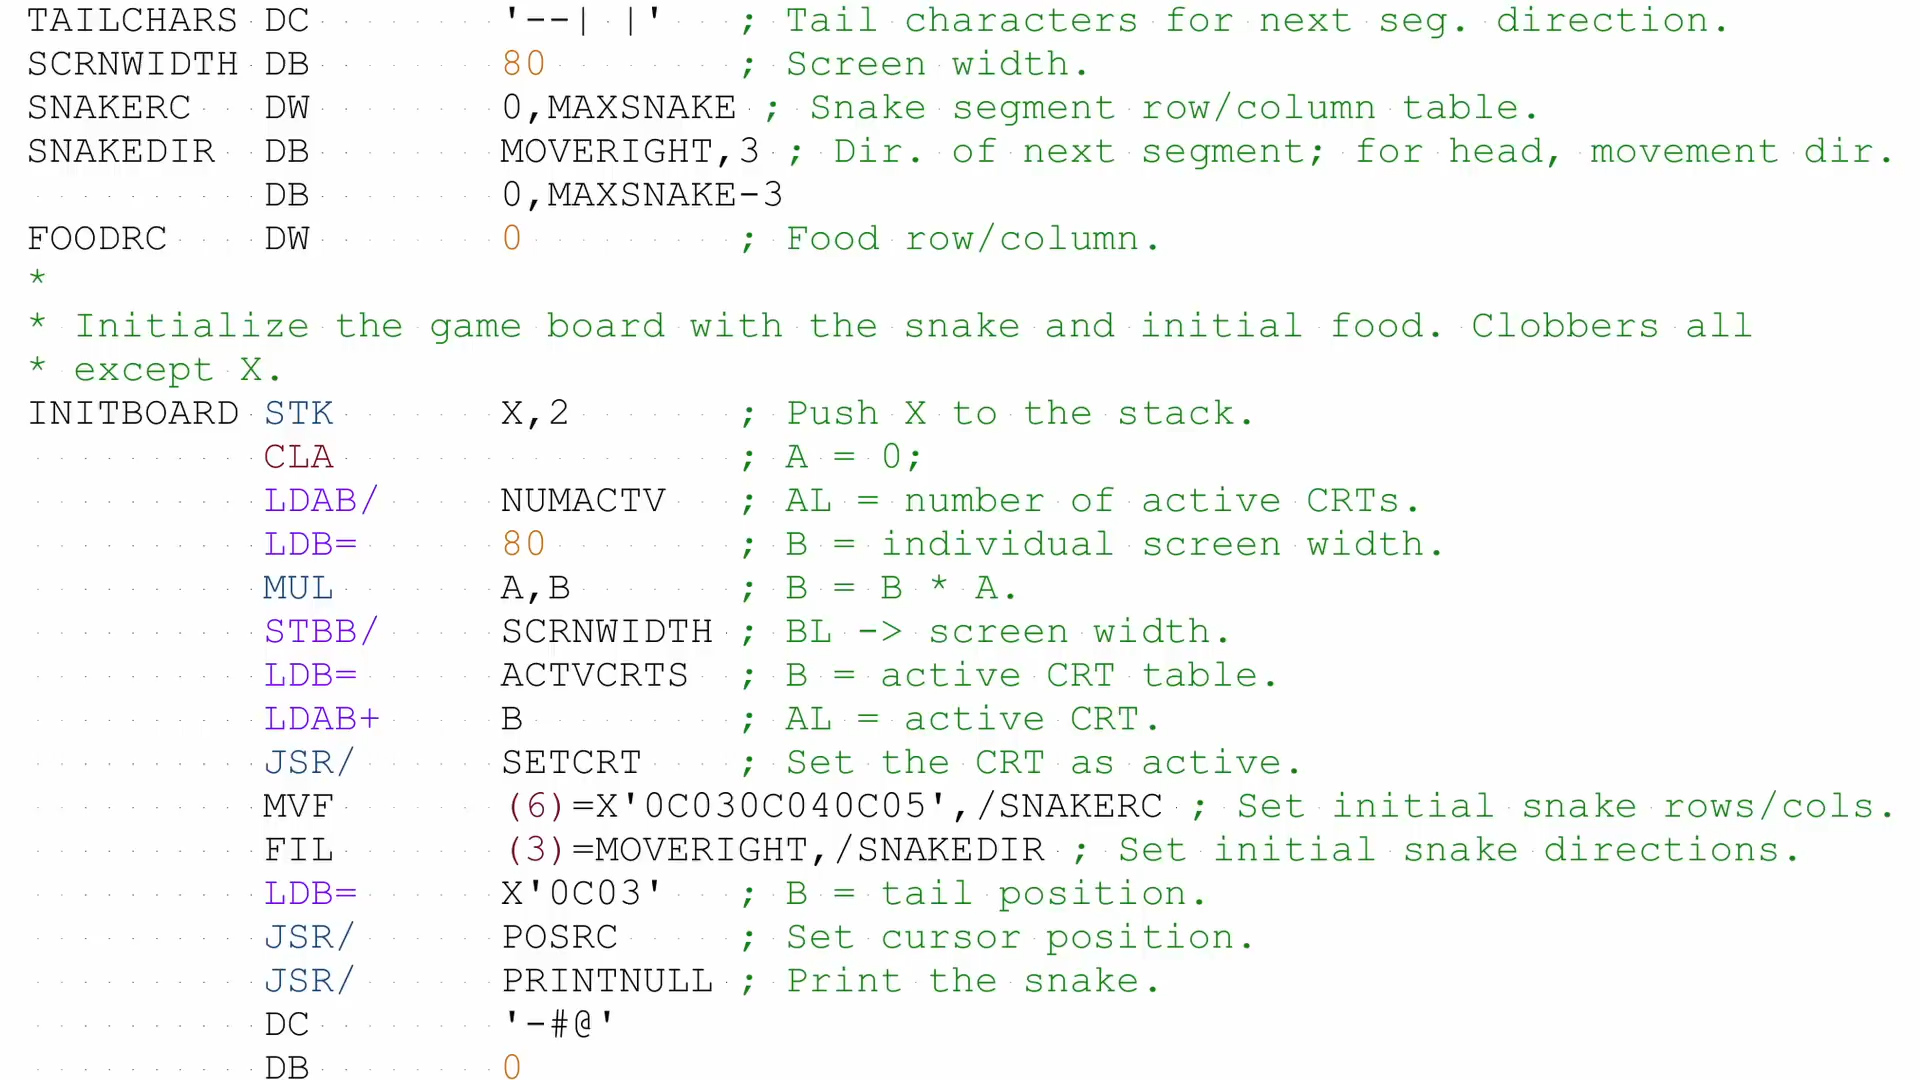 TAILCHARS DC '--| |' ; Tail characters for next seg. direction.
SCRNWIDTH DB 80 ; Screen width.
SNAKERC DW 0,MAXSNAKE ; Snake segment row/column table.
SNAKEDIR DB MOVERIGHT,3 ; Dir. of next segment; for head, movement dir.
DB 0,MAXSNAKE-3
FOODRC DW 0 ; Food row/column.
*
* Initialize the game board with the snake and initial food. Clobbers all
* except X.
INITBOARD STK X,2 ; Push X to the stack.
CLA ; A = 0;
LDAB/ NUMACTV ; AL = number of active CRTs.
LDB= 80 ; B = individual screen width.
MUL A,B ; B = B * A.
STBB/ SCRNWIDTH ; BL -> screen width.
LDB= ACTVCRTS ; B = active CRT table.
LDAB+ B ; AL = active CRT.
JSR/ SETCRT ; Set the CRT as active.
MVF (6)=X'0C030C040C05',/SNAKERC ; Set initial snake rows/cols.
FIL (3)=MOVERIGHT,/SNAKEDIR ; Set initial snake directions.
LDB= X'0C03' ; B = tail position.
JSR/ POSRC ; Set cursor position.
JSR/ PRINTNULL ; Print the snake.
DC '-#@'
DB 0